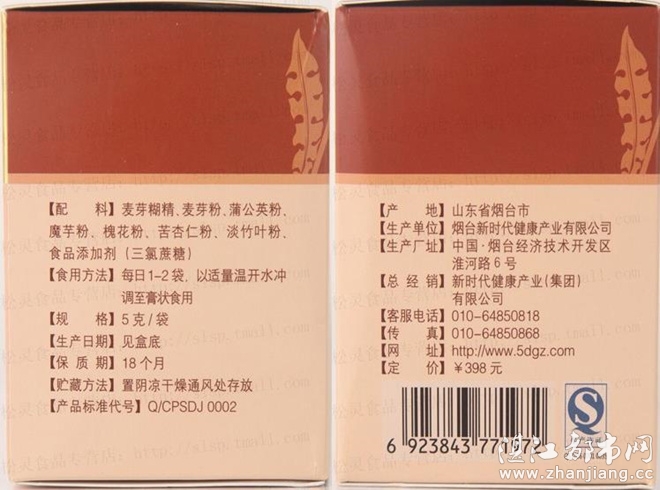 【配　　料】麦芽糊精、麦芽粉、蒲公英粉、
魔芋粉、槐花粉、苦杏仁粉、淡竹叶粉、
食品添加剂（三氯蔗糖）
【食用方法】每日1-2袋，以适量温开水冲
调至膏状食用
【规　　格】5克/袋
【生产日期】见盒底
【保 质 期】18个月
【贮藏方法】置阴凉干燥通风处存放
【产品标准代号】Q/CPSDJ 0002
【产　　地】山东省烟台市
【生产单位】烟台新时代健康产业有限公司
【生产厂址】中国·烟台经济技术开发区
淮河路6号
【总 经 销】新时代健康产业(集团)
有限公司
【客服电话】010-64850818
【传　　真】010-64850868
【网　　址】http://www.5dgz.com
【定　　价】￥398元
6 923843 771972
湛江都市网
www.zhanjiang.cc